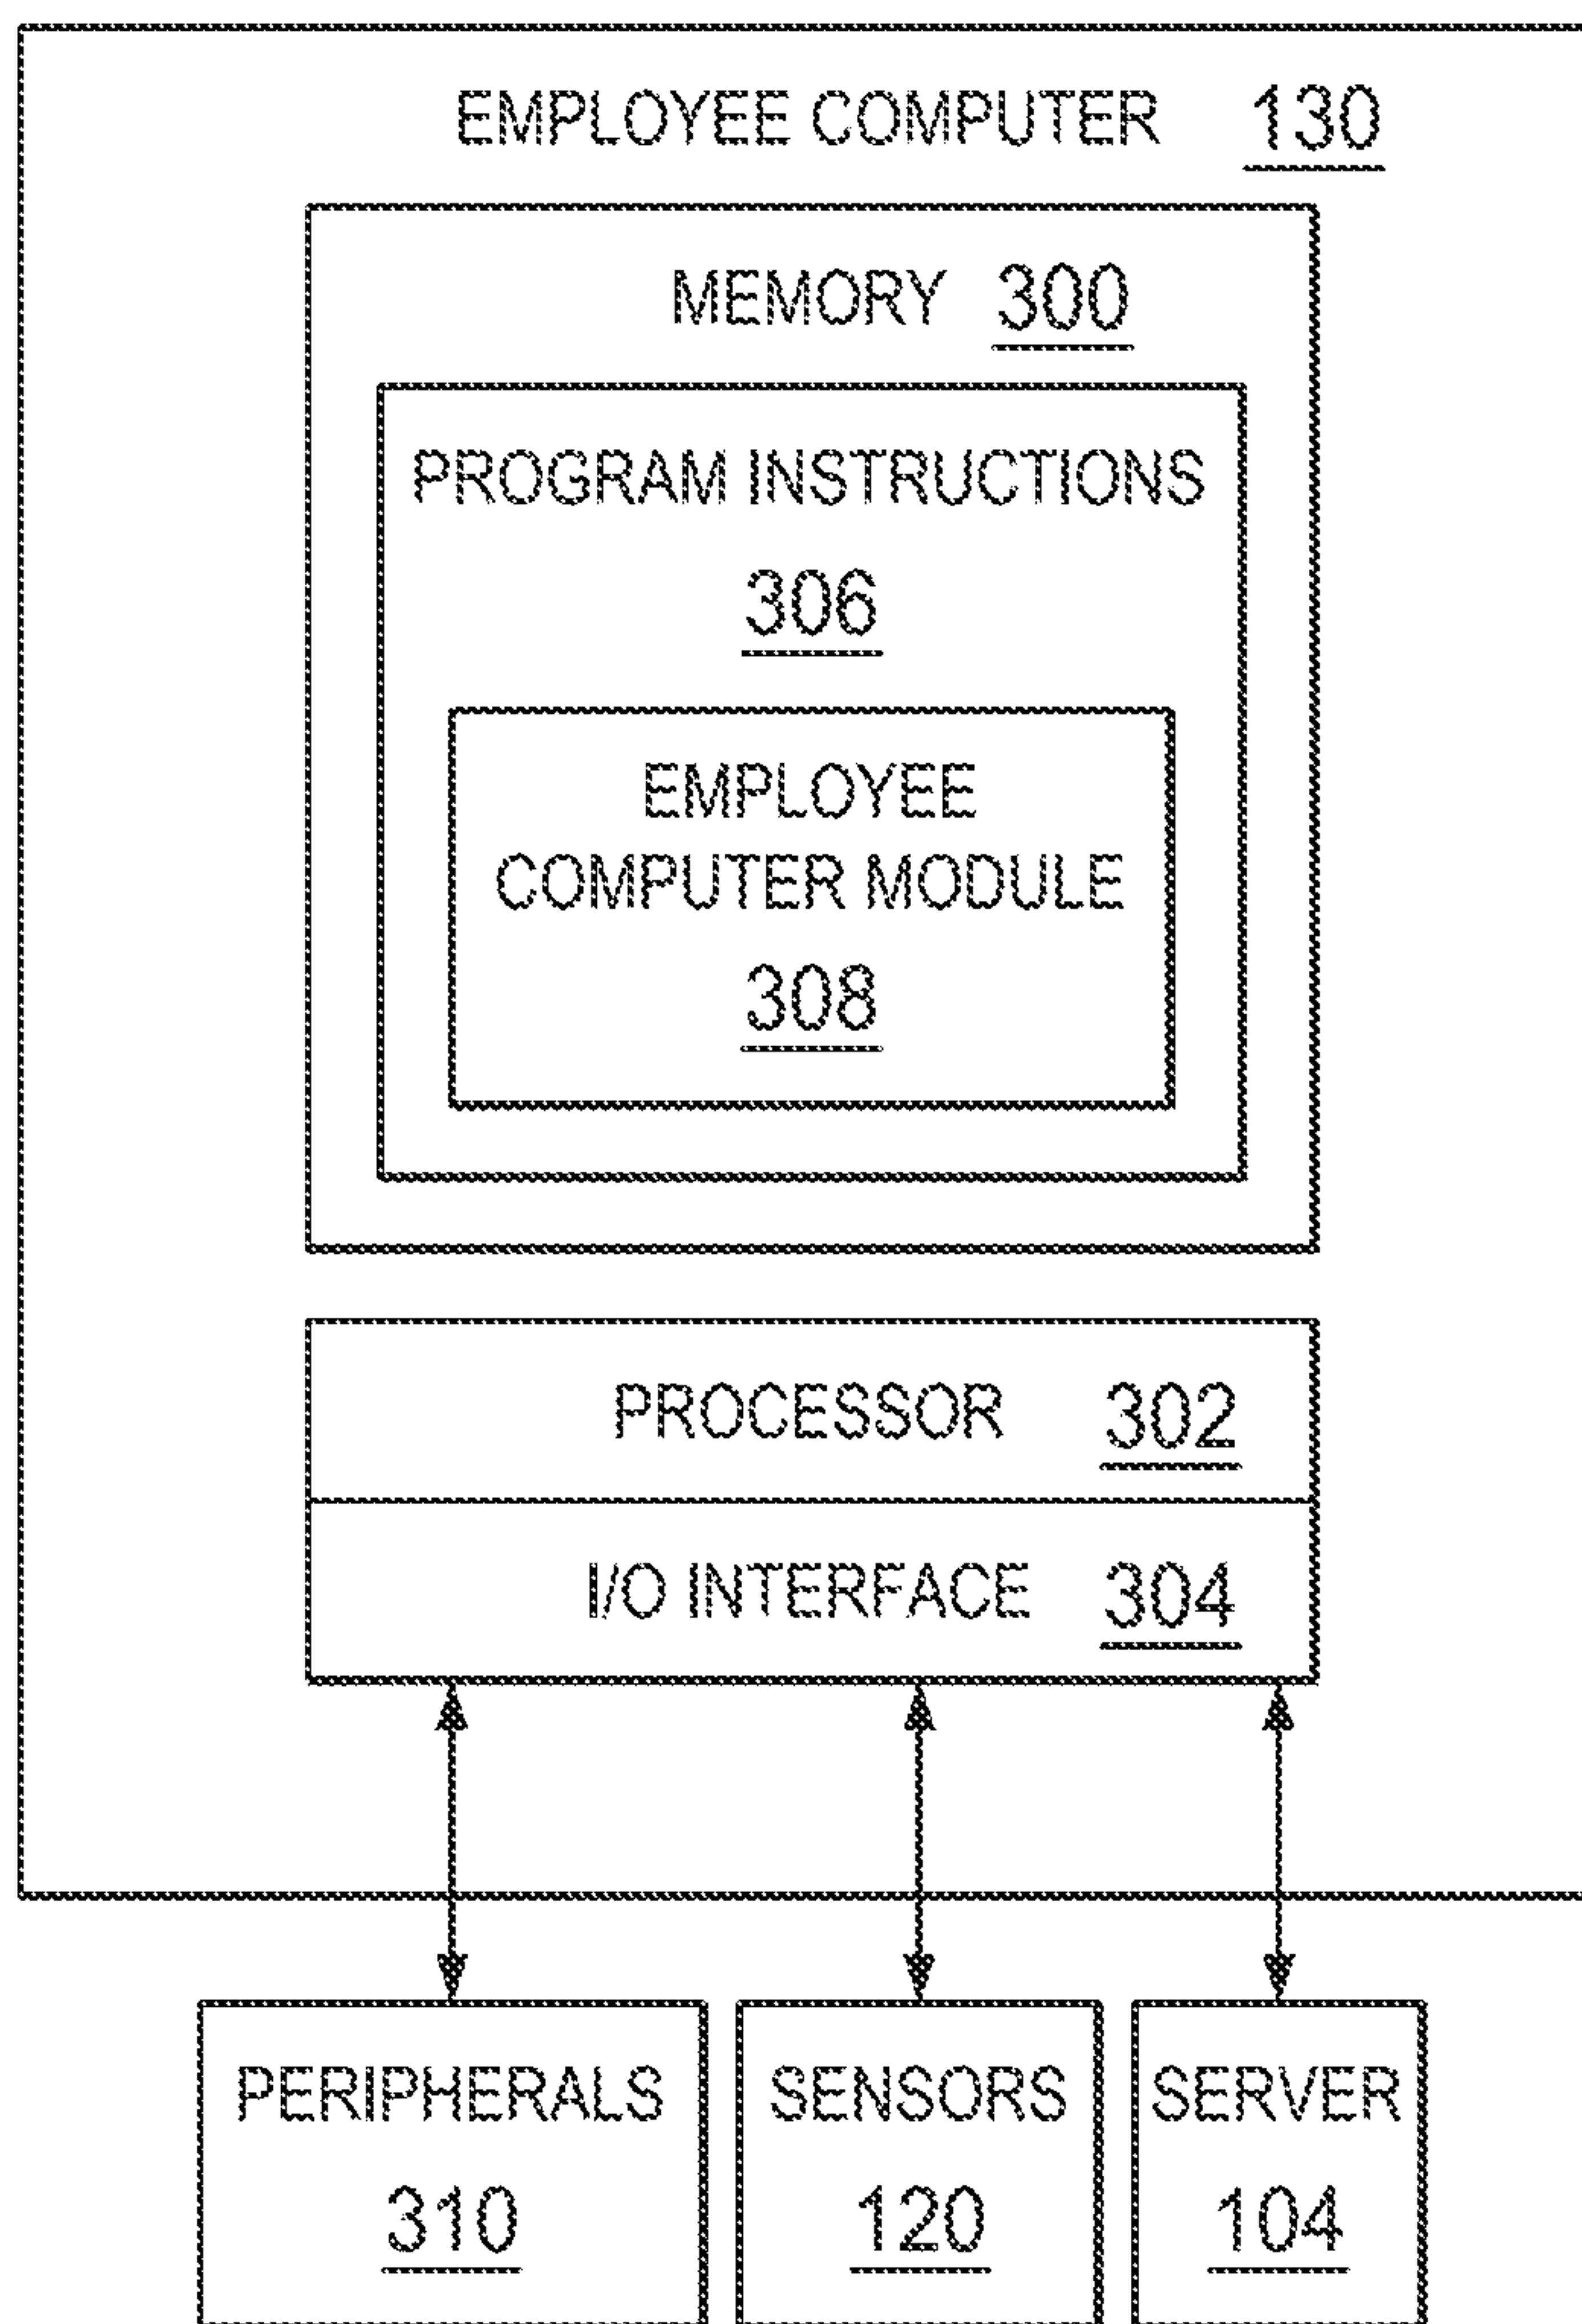 EMPLOYEE COMPUTER 130
MEMORY 300
PROGRAM INSTRUCTIONS
306
EMPLOYEE
COMPUTER MODULE
308
PROCESSOR 302
I/O INTERFACE 304
PERIPHERALS
310
SENSORS
120
SERVER
104